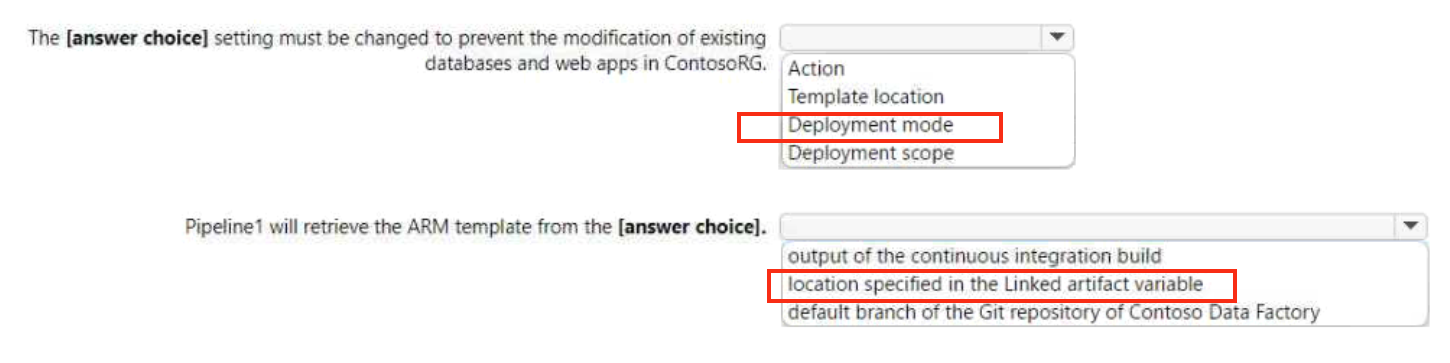 The [answer choice] setting must be changed to prevent the modification of existing
databases and web apps in ContosoRG.
Action
Template location
Deployment mode
Deployment scope
Pipeline1 will retrieve the ARM template from the [answer choice].
output of the continuous integration build
location specified in the Linked artifact variable
default branch of the Git repository of Contoso Data Factory